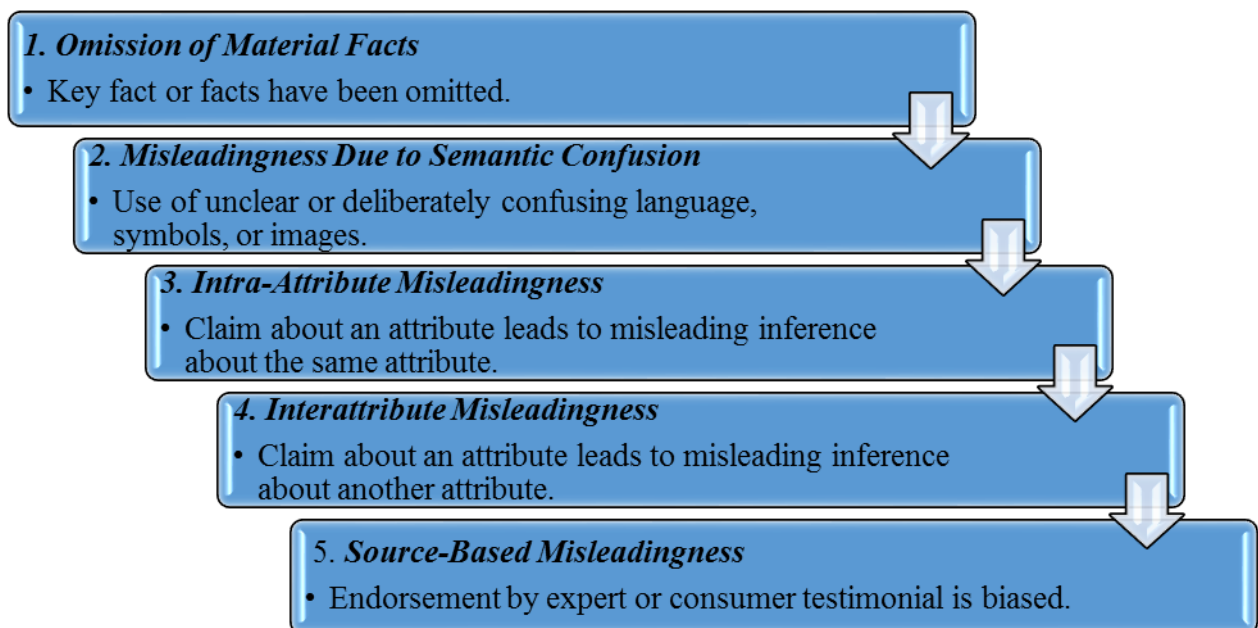 1. Omission of Material Facts
• Key fact or facts have been omitted.
2. Misleadingness Due to Semantic Confusion
• Use of unclear or deliberately confusing language,
symbols, or images.
3. Intra-Attribute Misleadingness
• Claim about an attribute leads to misleading inference
about the same attribute.
4. Interattribute Misleadingness
• Claim about an attribute leads to misleading inference
about another attribute.
5. Source-Based Misleadingness
• Endorsement by expert or consumer testimonial is biased.